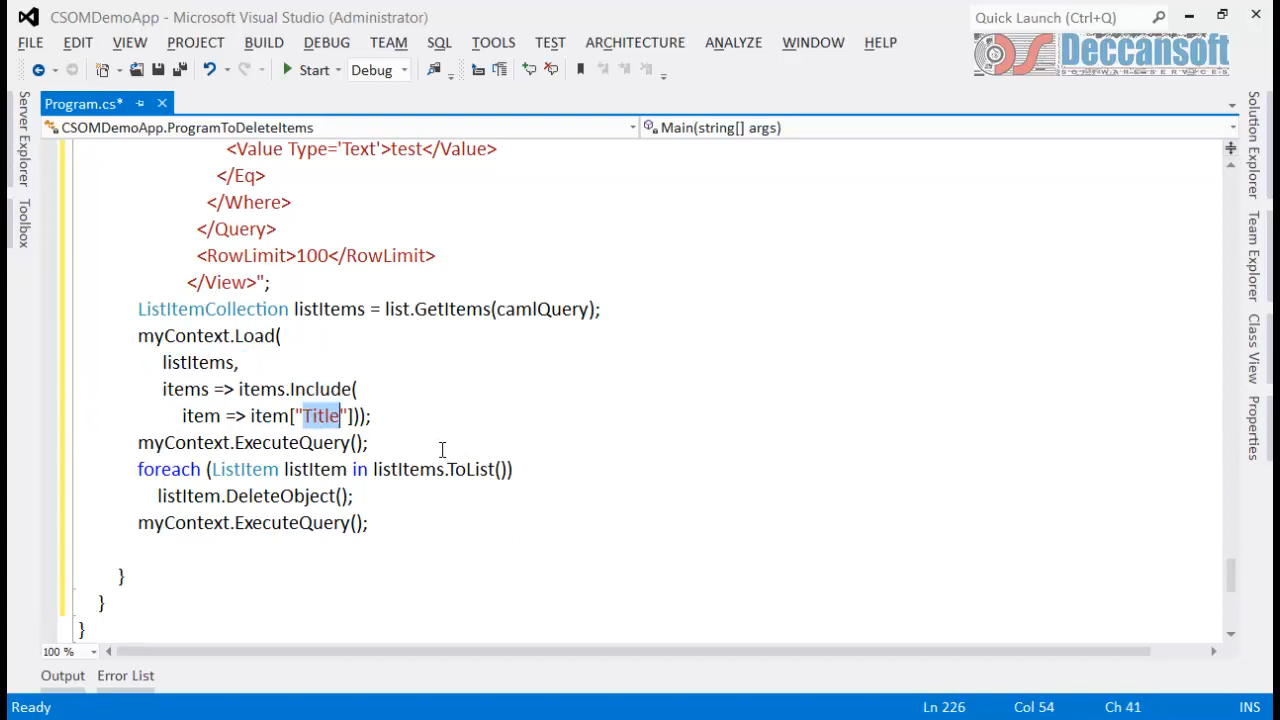 CSOMDemoApp - Microsoft Visual Studio (Administrator)
Quick Launch (Ctrl+Q)
FILE EDIT VIEW PROJECT BUILD DEBUG TEAM SQL TOOLS TEST ARCHITECTURE ANALYZE WINDOW HELP
DS Deccansoft
SOFTWARE SERVICES
Start Debug
Program.cs*
CSOMDemoApp.ProgramToDeleteItems
Main(string[] args)
Server Explorer
Toolbox
<Value Type='Text'>test</Value>
</Eq>
</Where>
</Query>
<RowLimit>100</RowLimit>
</View>";
ListItemCollection listItems = list.GetItems(camlQuery);
myContext.Load(
listItems,
items => items.Include(
item => item["Title"]));
myContext.ExecuteQuery();
foreach (ListItem listItem in listItems.ToList())
listItem.DeleteObject();
myContext.ExecuteQuery();
}
}
}
Solution Explorer
Team Explorer
Class View
Properties
100 %
Output Error List
Ready Ln 226 Col 54 Ch 41 INS